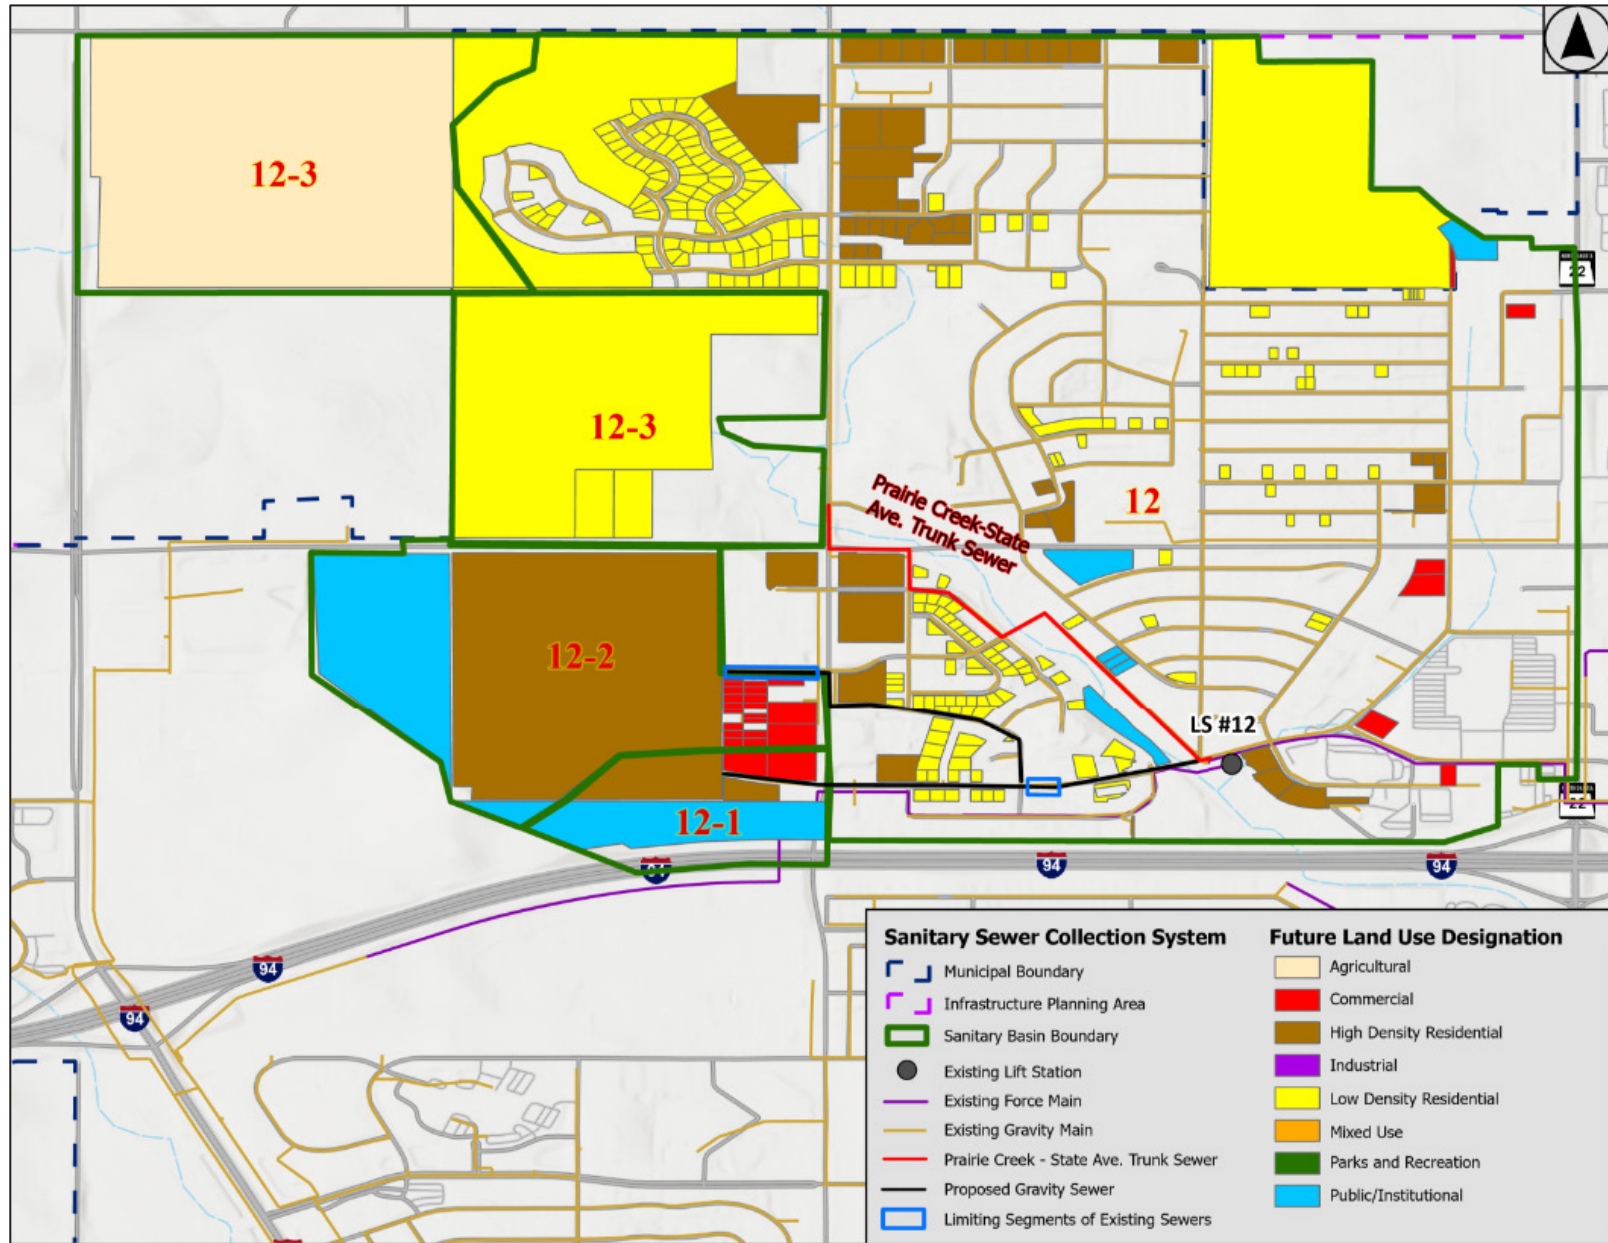 12-3
22
12-3
12
Prairie Creek-State
Ave. Trunk Sewer
12-2
LS #12
22
12-1
94
94
94
94
94
Sanitary Sewer Collection System
Municipal Boundary
Infrastructure Planning Area
Sanitary Basin Boundary
Existing Lift Station
Existing Force Main
Existing Gravity Main
Prairie Creek - State Ave. Trunk Sewer
Proposed Gravity Sewer
Limiting Segments of Existing Sewers
Future Land Use Designation
Agricultural
Commercial
High Density Residential
Industrial
Low Density Residential
Mixed Use
Parks and Recreation
Public/Institutional